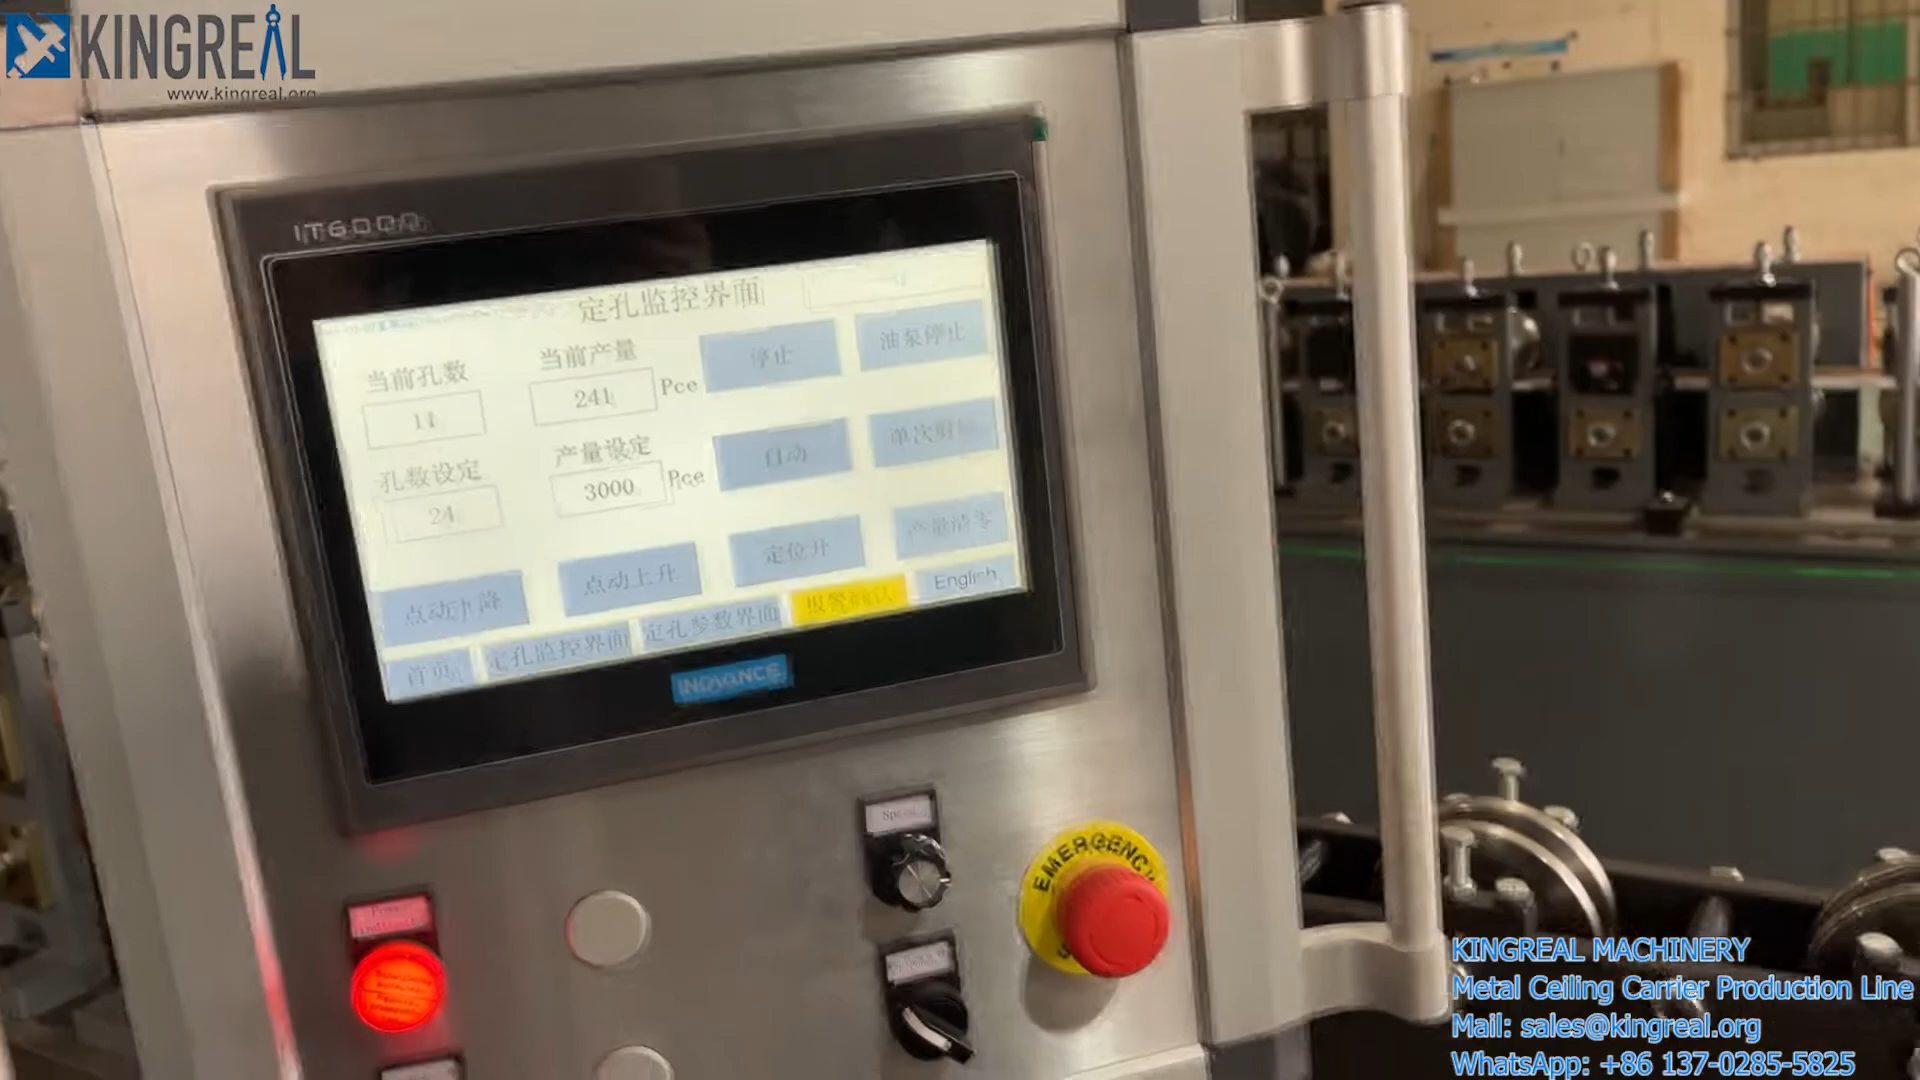 KINGREAL
www.kingreal.org
IT6000
定孔监控界面
当前孔数
当前产量
停止
油泵停止
11
241 Pce
孔数设定
产量设定
自动
单次
24
3000 Pce
点动上升
定位升
产量清零
点动 降
首页
定孔监控界面
定孔参数界面
报警确认
English
INOVANCE
EMERGENCY
KINGREAL MACHINERY
Metal Ceiling Carrier Production Line
Mail: sales@kingreal.org
WhatsApp: +86 137-0285-5825